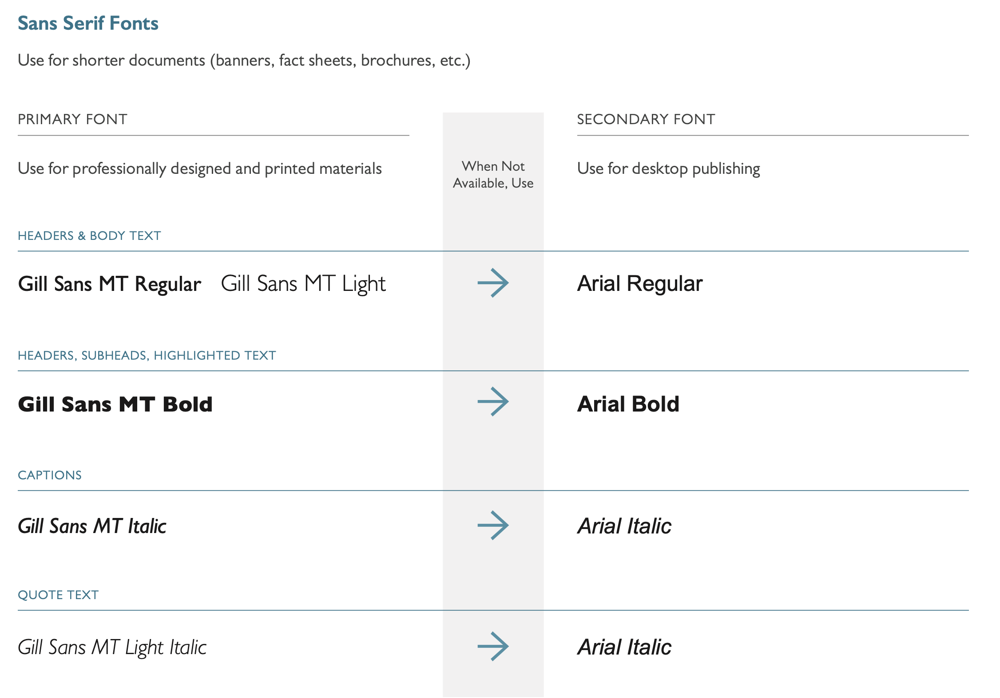 Sans Serif Fonts
Use for shorter documents (banners, fact sheets, brochures, etc.)
PRIMARY FONT
Use for professionally designed and printed materials
When Not
Available, Use
SECONDARY FONT
Use for desktop publishing
HEADERS & BODY TEXT
Gill Sans MT Regular Gill Sans MT Light
Arial Regular
HEADERS, SUBHEADS, HIGHLIGHTED TEXT
Gill Sans MT Bold
Arial Bold
CAPTIONS
Gill Sans MT Italic
Arial Italic
QUOTE TEXT
Gill Sans MT Light Italic
Arial Italic